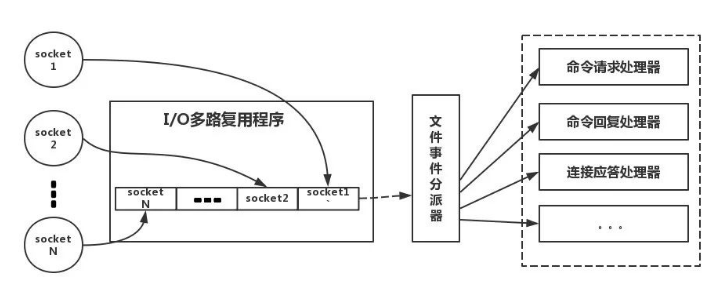 socket
1
socket
2
socket
N
I/O多路复用程序
socket
N
socket2
socket1
`
文
件
事
件
分
派
器
命令请求处理器
命令回复处理器
连接应答处理器
。。。